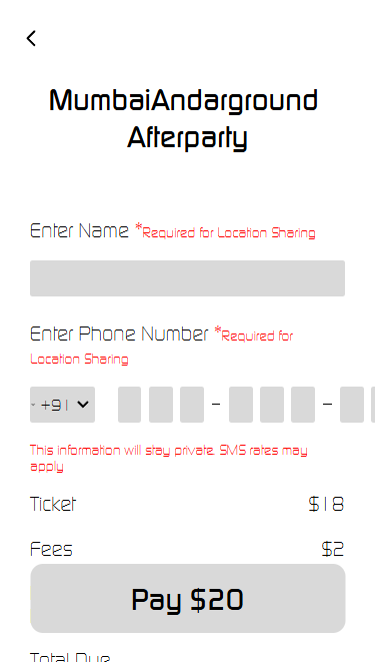 MumbaiAndarground
Afterparty
Enter Name *Required for Location Sharing
Enter Phone Number *Required for
Location Sharing
+91
This information will stay private. SMS rates may
apply
Ticket $18
Fees $2
Pay $20
Total Due